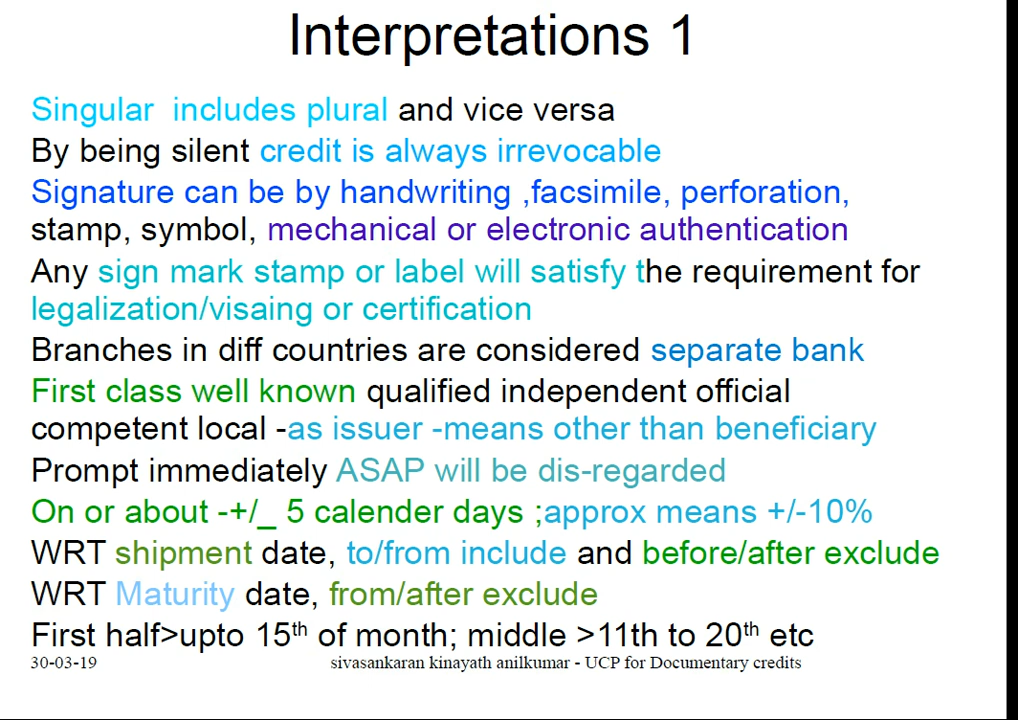 Interpretations 1
Singular includes plural and vice versa
By being silent credit is always irrevocable
Signature can be by handwriting ,facsimile, perforation,
stamp, symbol, mechanical or electronic authentication
Any sign mark stamp or label will satisfy the requirement for
legalization/visaing or certification
Branches in diff countries are considered separate bank
First class well known qualified independent official
competent local -as issuer -means other than beneficiary
Prompt immediately ASAP will be dis-regarded
On or about -+/_ 5 calender days ;approx means +/-10%
WRT shipment date, to/from include and before/after exclude
WRT Maturity date, from/after exclude
First half>upto 15th of month; middle >11th to 20th etc
30-03-19 sivasankaran kinayath anilkumar - UCP for Documentary credits